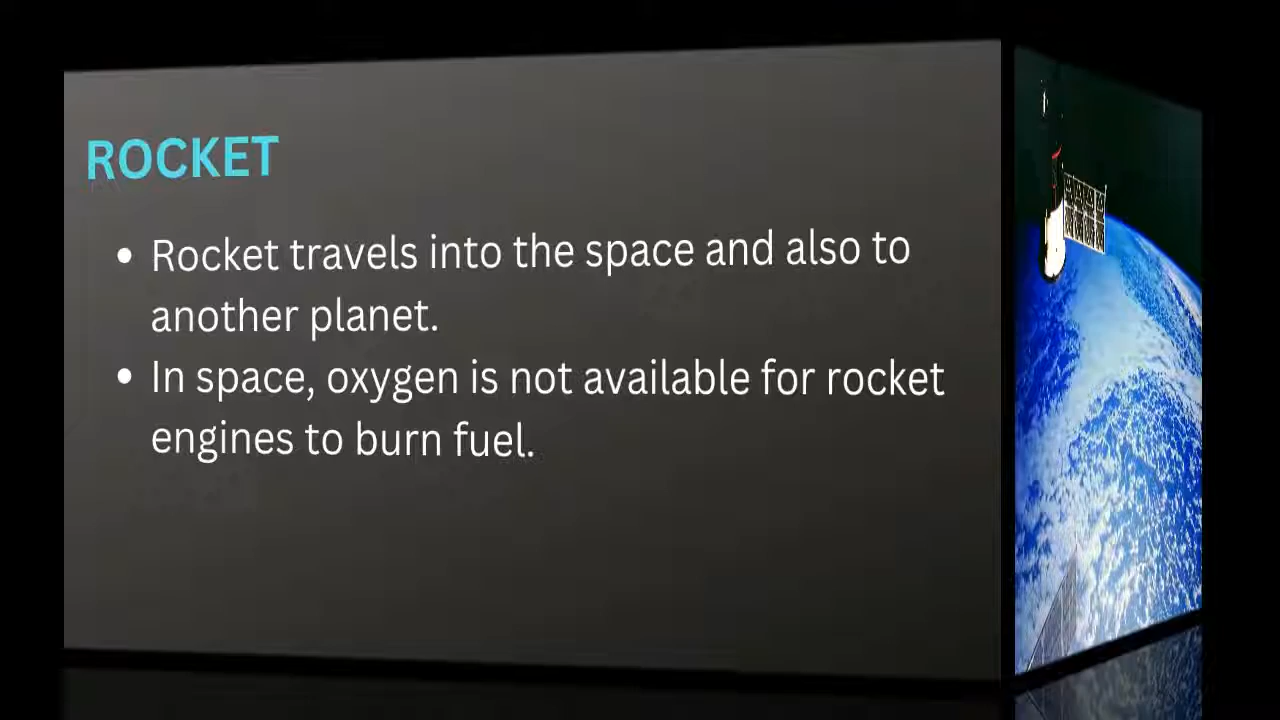 ROCKET
• Rocket travels into the space and also to
another planet.
• In space, oxygen is not available for rocket
engines to burn fuel.